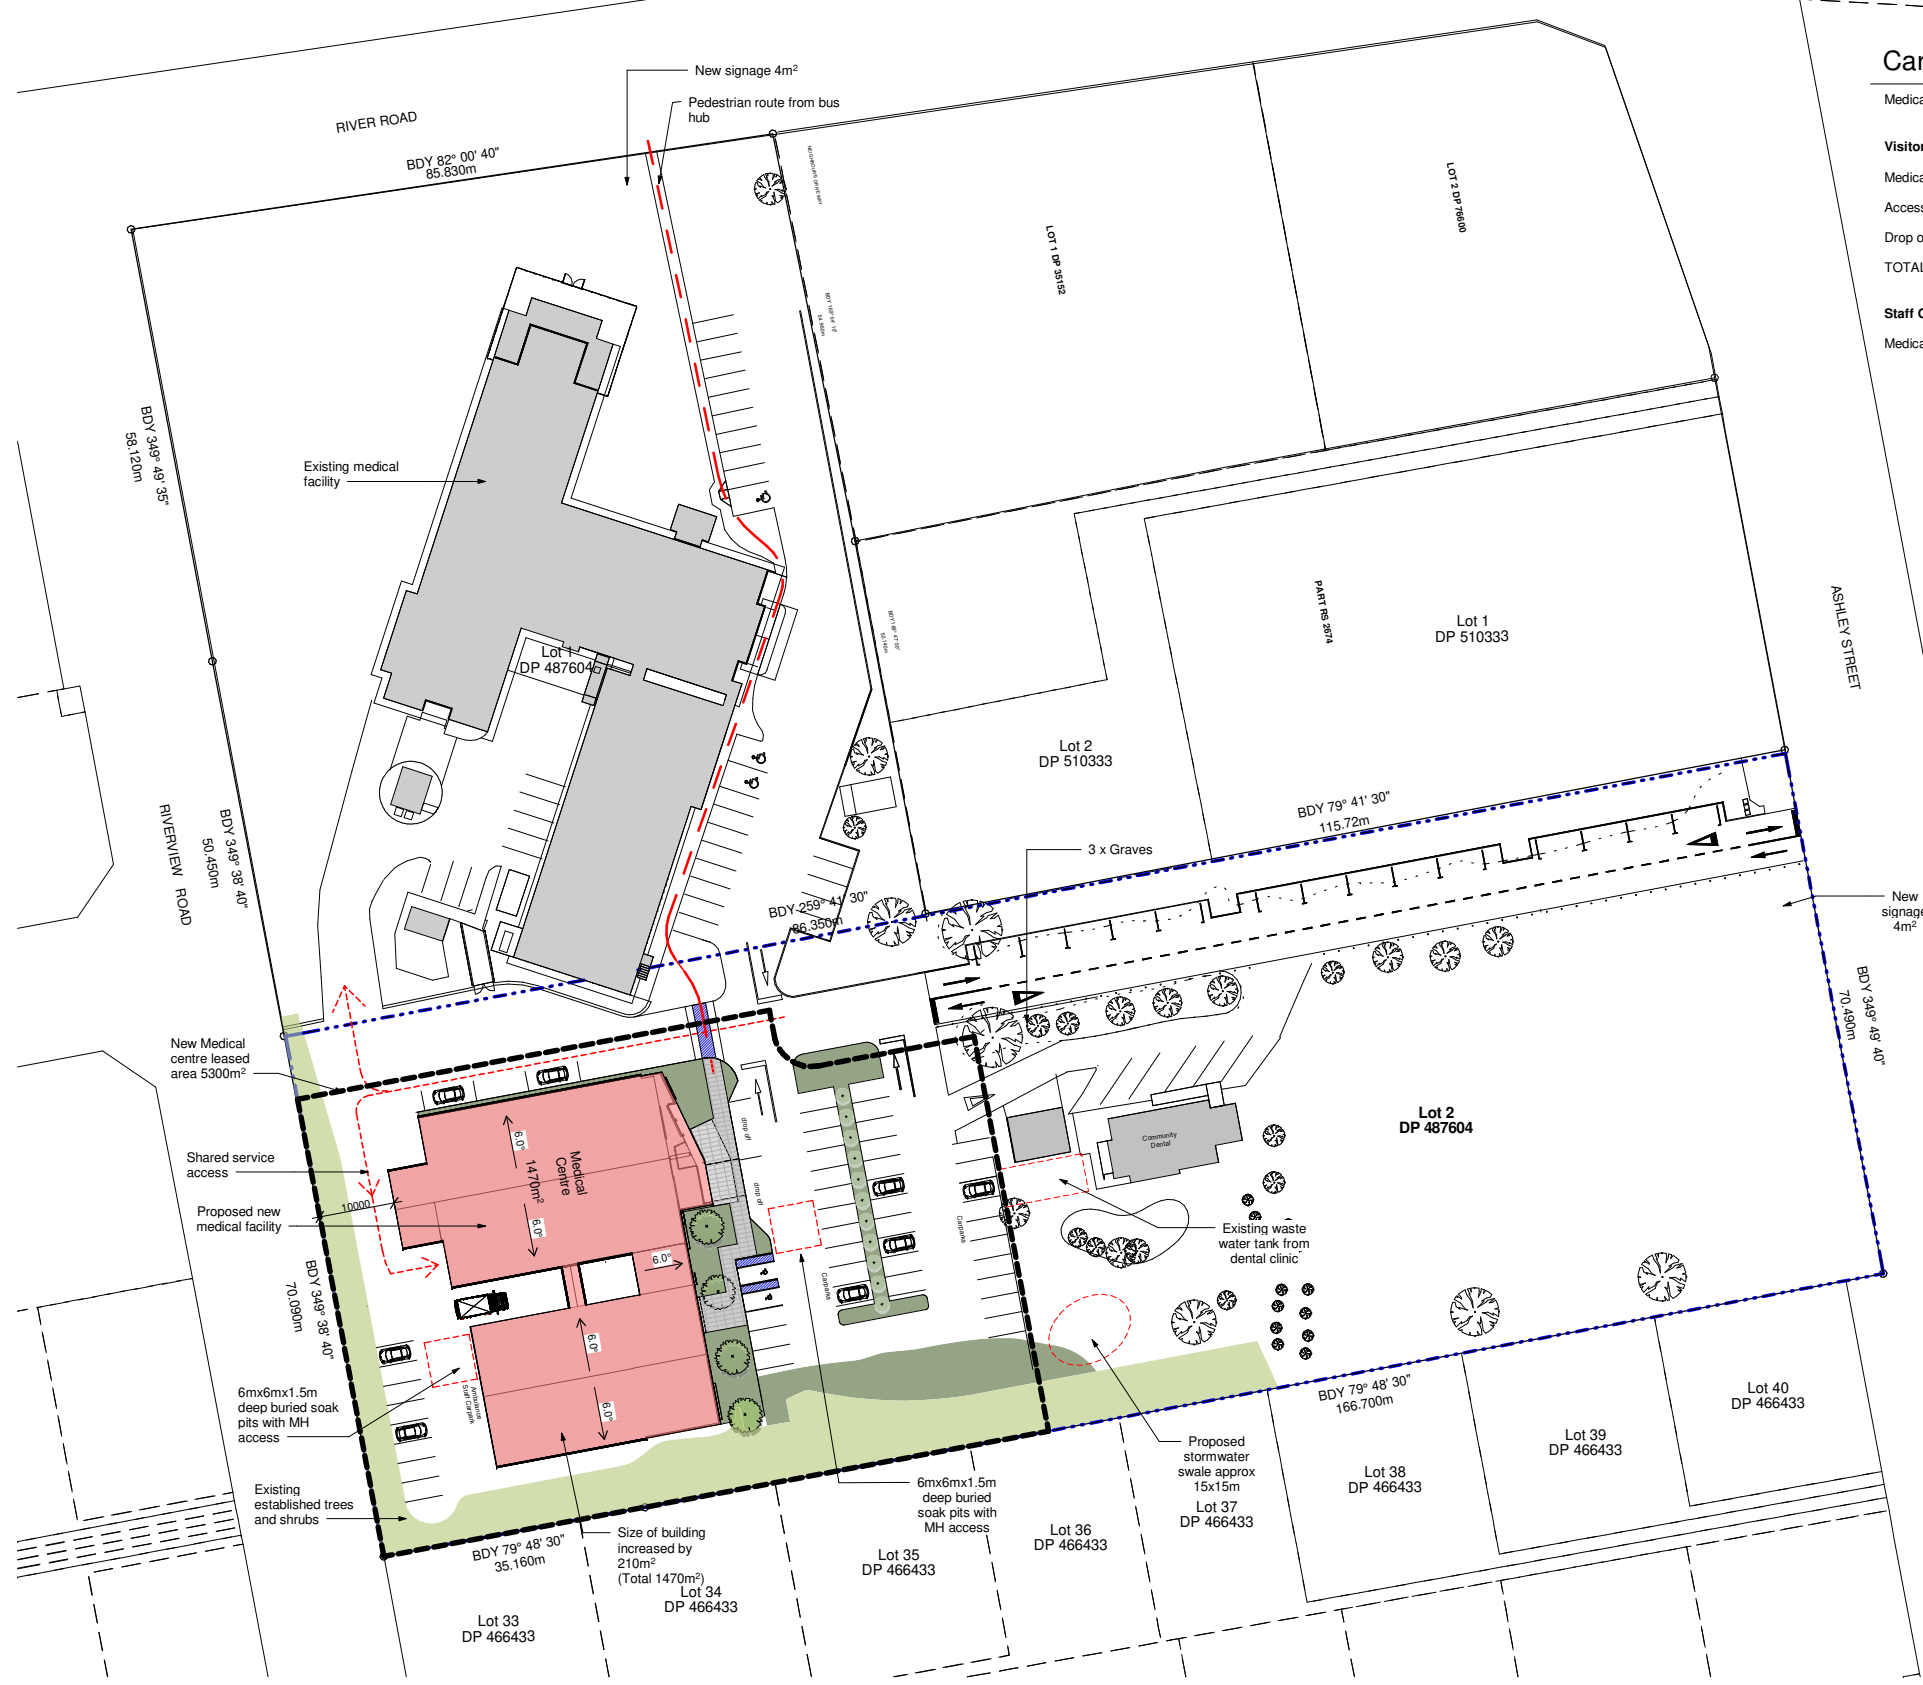 New signage 4m²
Pedestrian route from bus
hub
RIVER ROAD
BDY 82° 00' 40"
85.830m
NEIGHBOURS DRIVEWAY
LOT 1 DP 35152
LOT 2 DP 76600
Car
Medica
Visitor
Medica
Access
Drop o
TOTAL
Staff C
Medica
BDY 349° 49' 35"
58.120m
Existing medical
facility
Lot 1
DP 487604
PART RS 2674
Lot 1
DP 510333
ASHLEY STREET
Lot 2
DP 510333
BDY 79° 41' 30"
115.72m
3 x Graves
RIVERVIEW ROAD
BDY 349° 38' 40"
50.450m
BDY 259° 41' 30"
86.350m
New
signage
4m²
BDY 349° 49' 40"
70.490m
New Medical
centre leased
area 5300m²
Shared service
access
10000
Proposed new
medical facility
Medical
Centre
1470m²
6.0°
6.0°
6.0°
6.0°
6.0°
drop off
drop off
Carparks
Carparks
Community
Dental
Lot 2
DP 487604
Existing waste
water tank from
dental clinic
BDY 349° 38' 40"
70.090m
6mx6mx1.5m
deep buried soak
pits with MH
access
Ambulance
Staff Carpark
Existing
established trees
and shrubs
BDY 79° 48' 30"
35.160m
Size of building
increased by
210m²
(Total 1470m²)
6mx6mx1.5m
deep buried
soak pits with
MH access
Proposed
stormwater
swale approx
15x15m
BDY 79° 48' 30"
166.700m
Lot 33
DP 466433
Lot 34
DP 466433
Lot 35
DP 466433
Lot 36
DP 466433
Lot 37
DP 466433
Lot 38
DP 466433
Lot 39
DP 466433
Lot 40
DP 466433